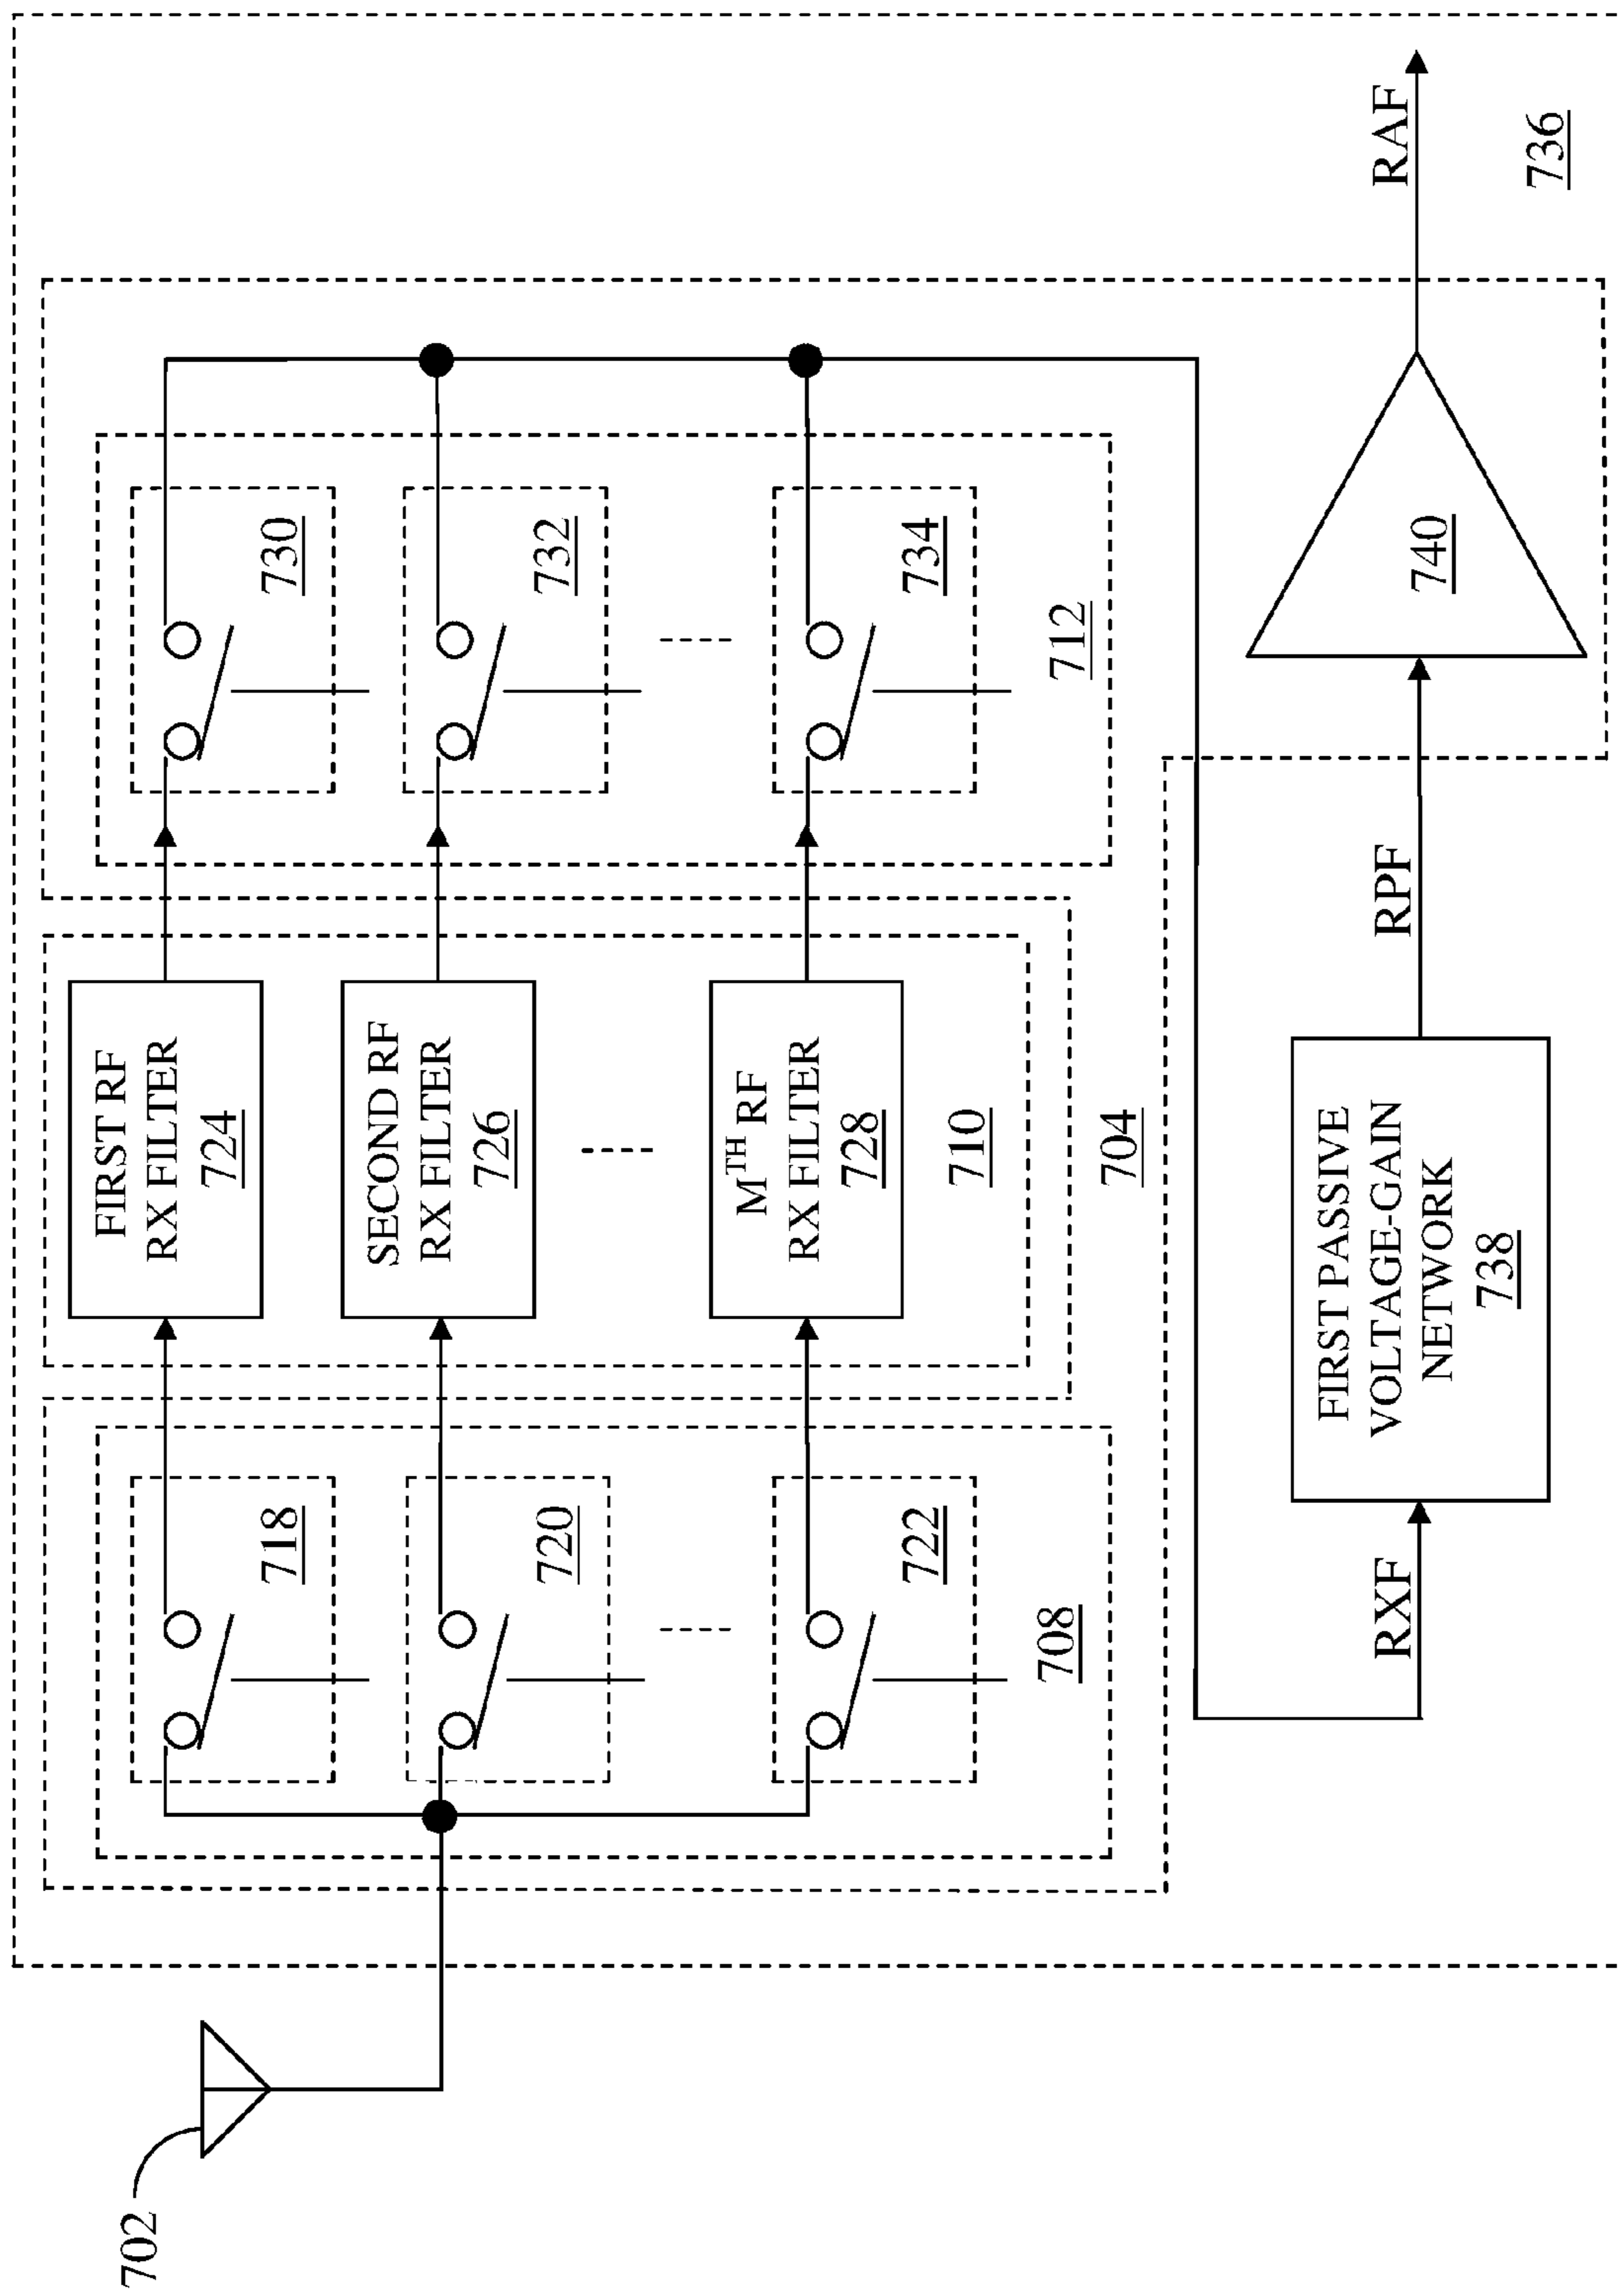 702
718
720
722
708
FIRST RF
RX FILTER
724
SECOND RF
RX FILTER
726
MTH RF
RX FILTER
728
710
704
730
732
734
712
RXF
FIRST PASSIVE
VOLTAGE-GAIN
NETWORK
738
RPF
740
RAF
736